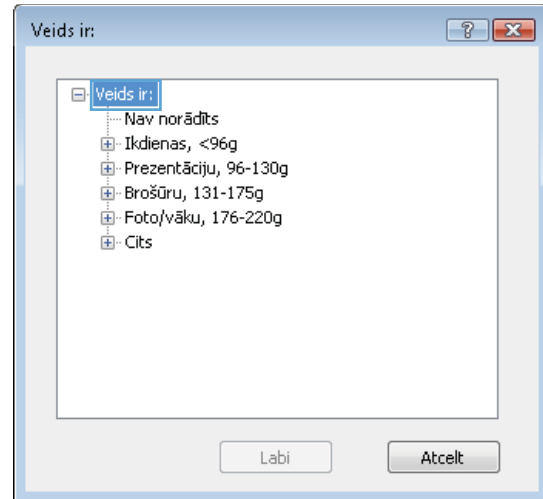 Veids ir:
Veids ir:
Nav norādīts
Ikdienas, <96g
Prezentāciju, 96-130g
Brošūru, 131-175g
Foto/vāku, 176-220g
Cits
Labi
Atcelt